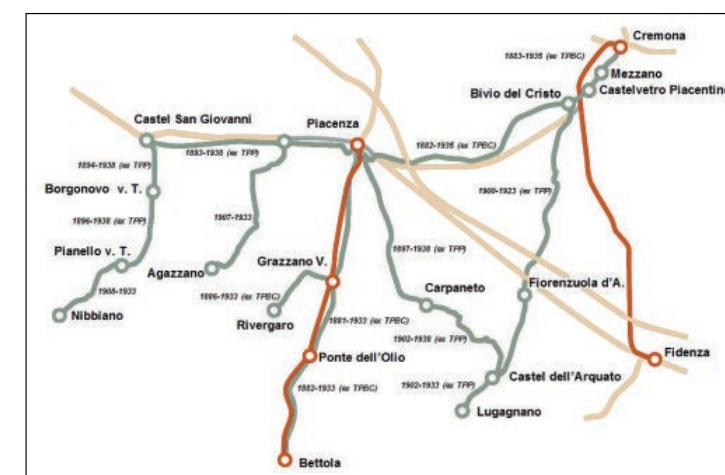 Cremona
1883-1935 (ex TPBC)
Mezzano
Bivio del Cristo
Castelvetro Piacentino
Castel San Giovanni
Piacenza
1893-1938 (ex TPP)
1882-1935 (ex TPBC)
1894-1938 (ex TPP)
Borgonovo v. T.
1900-1923 (ex TPP)
1896-1938 (ex TPP)
1907-1933
1897-1938 (ex TPP)
Pianello v. T.
Agazzano
Grazzano V.
1908-1933
1886-1933 (ex TPBC)
Carpaneto
Fiorenzuola d'A.
Nibbiano
Rivergaro
1881-1933 (ex TPBC)
1902-1938 (ex TPP)
Ponte dell'Olio
Fidenza
Castel dell'Arquato
1902-1933 (ex TPP)
1882-1933 (ex TPBC)
Lugagnano
Bettola